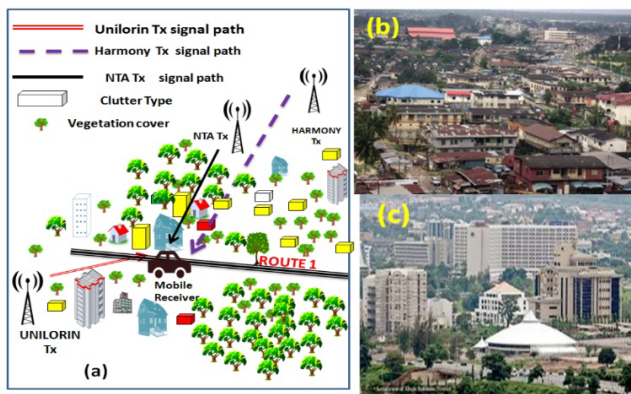 Unilorin Tx signal path
Harmony Tx signal path
NTA Tx signal path
Clutter Type
Vegetation cover
NTA Tx
HARMONY
Tx
ROUTE 1
Mobile
Receiver
UNILORIN
Tx
(a)
(b)
(c)